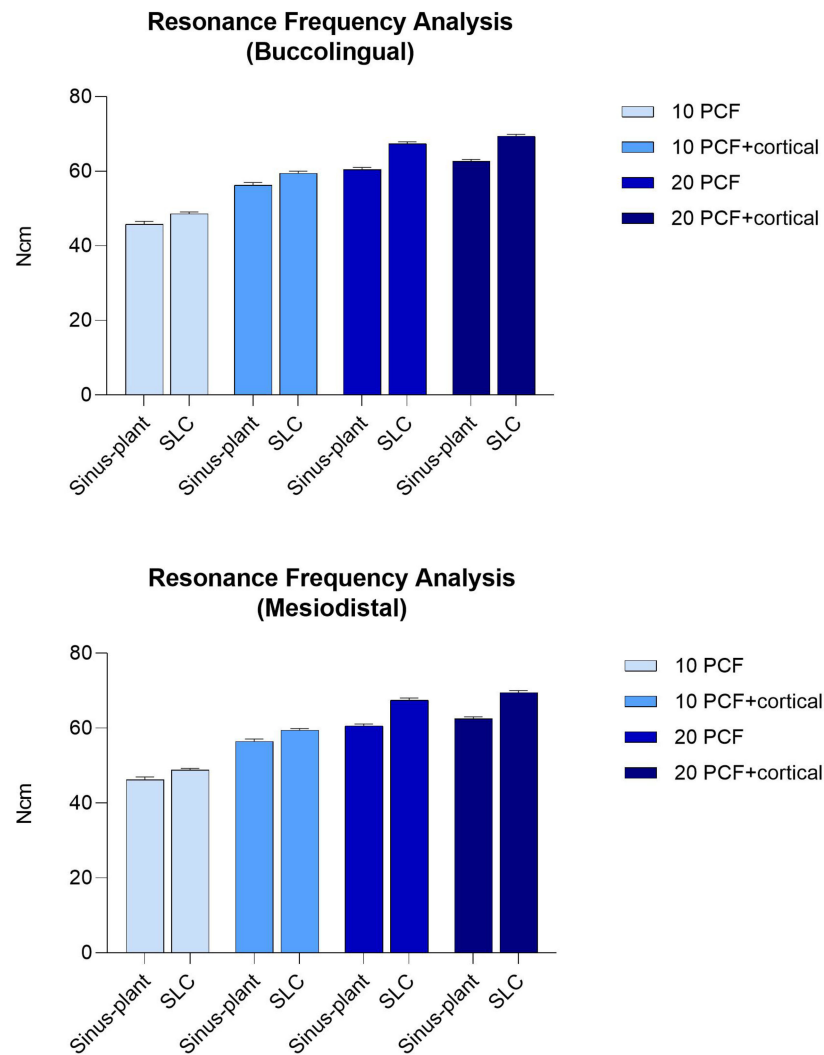 Resonance Frequency Analysis
(Buccolingual)
80
60
40
20
0
Ncm
Sinus-plant
SLC
Sinus-plant
SLC
Sinus-plant
SLC
Sinus-plant
SLC
10 PCF
10 PCF+cortical
20 PCF
20 PCF+cortical
Resonance Frequency Analysis
(Mesiodistal)
80
60
40
20
0
Ncm
Sinus-plant
SLC
Sinus-plant
SLC
Sinus-plant
SLC
Sinus-plant
SLC
10 PCF
10 PCF+cortical
20 PCF
20 PCF+cortical